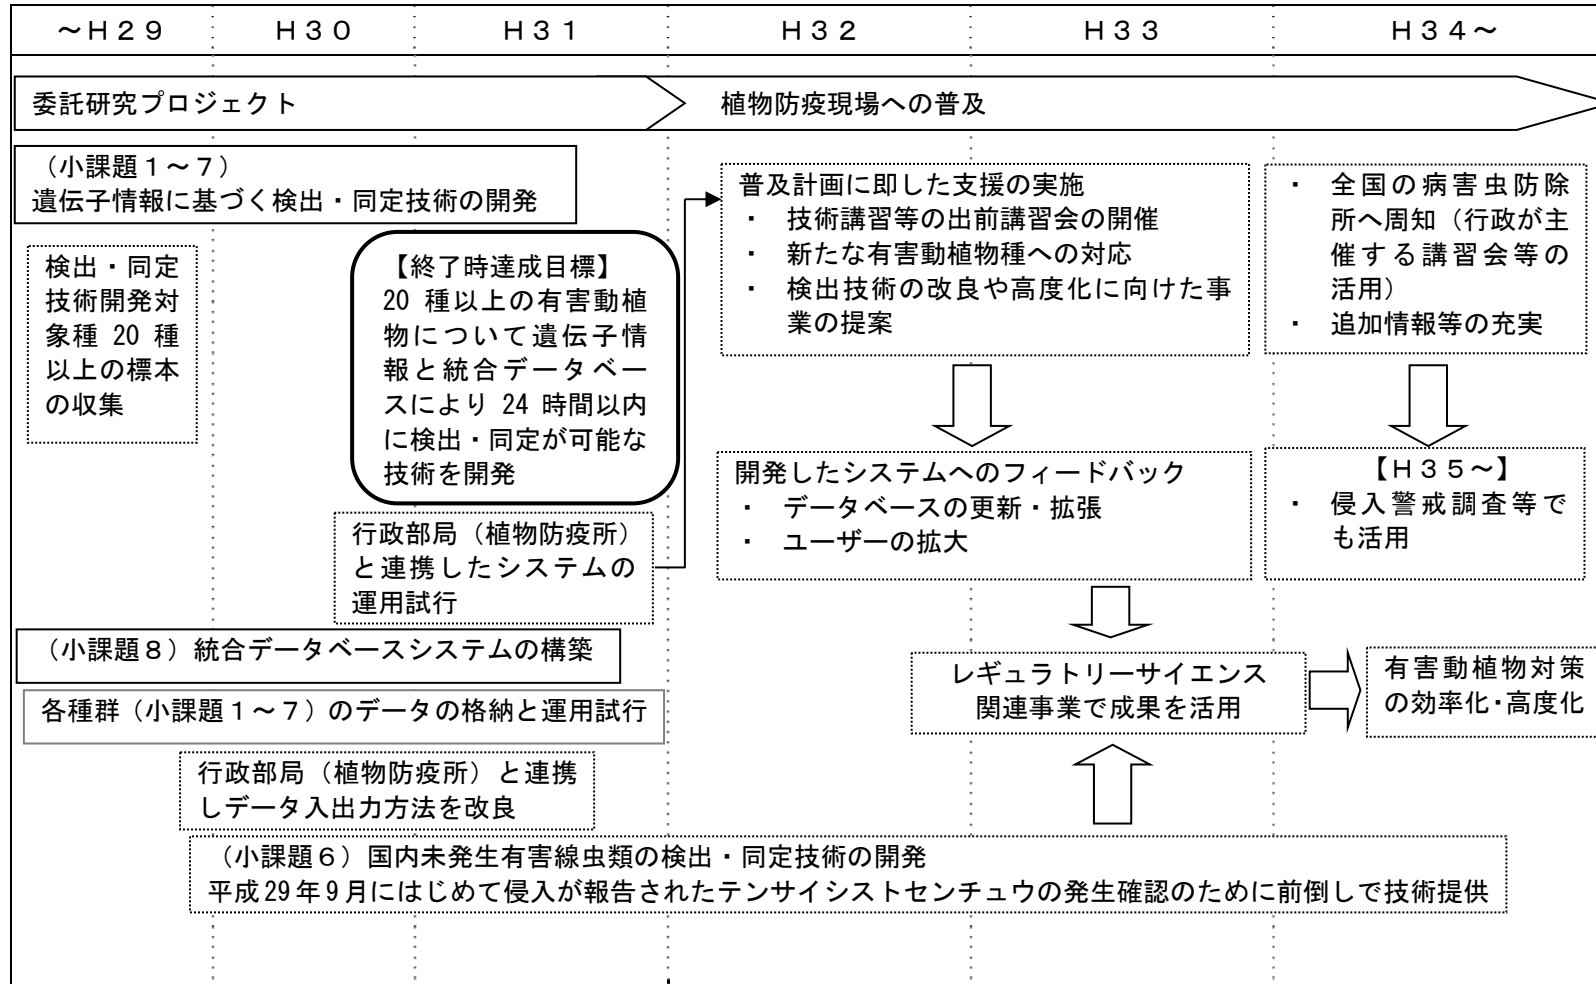 ～Ｈ２９
Ｈ３０
Ｈ３１
Ｈ３２
Ｈ３３
Ｈ３４～
委託研究プロジェクト
植物防疫現場への普及
（小課題１～７）
遺伝子情報に基づく検出・同定技術の開発
検出・同定
技術開発対
象種 20 種
以上の標本
の収集
【終了時達成目標】
20 種以上の有害動植
物について遺伝子情
報と統合データベー
スにより 24 時間以内
に検出・同定が可能な
技術を開発
行政部局（植物防疫所）
と連携したシステムの
運用試行
（小課題８）統合データベースシステムの構築
各種群（小課題１～７）のデータの格納と運用試行
行政部局（植物防疫所）と連携
しデータ入出力方法を改良
普及計画に即した支援の実施
・ 技術講習等の出前講習会の開催
・ 新たな有害動植物種への対応
・ 検出技術の改良や高度化に向けた事
業の提案
開発したシステムへのフィードバック
・ データベースの更新・拡張
・ ユーザーの拡大
・ 全国の病害虫防除
所へ周知（行政が主
催する講習会等の
活用）
・ 追加情報等の充実
【Ｈ３５～】
・ 侵入警戒調査等で
も活用
レギュラトリーサイエンス
関連事業で成果を活用
有害動植物対策
の効率化・高度化
（小課題６）国内未発生有害線虫類の検出・同定技術の開発
平成29年9月にはじめて侵入が報告されたテンサイシストセンチュウの発生確認のために前倒しで技術提供